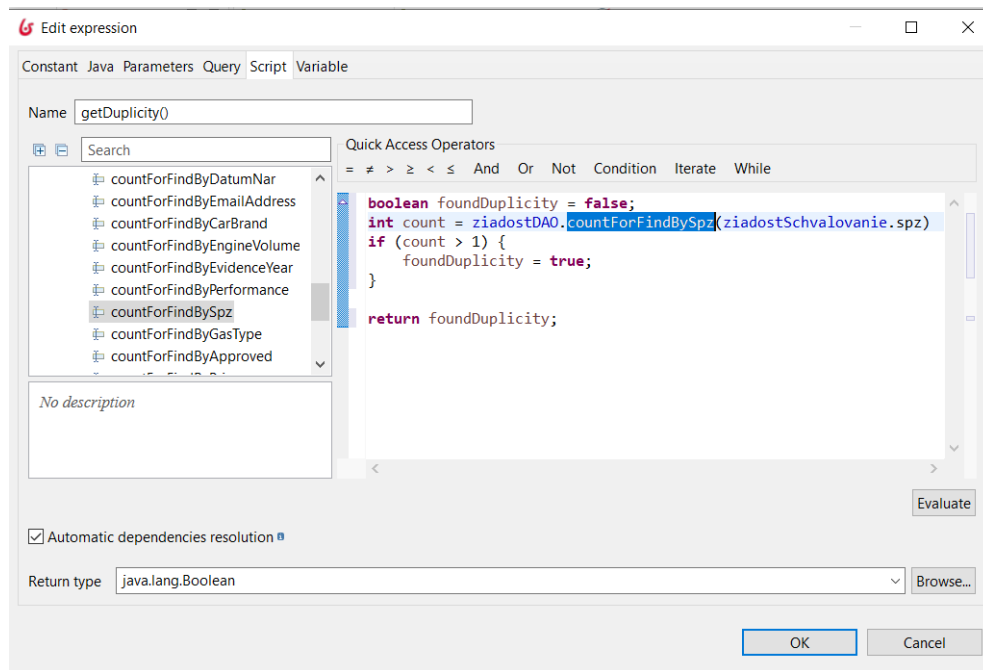 Edit expression
Constant Java Parameters Query Script Variable
Name getDuplicity()
Search
countForFindByDatumNar
countForFindByEmailAddress
countForFindByCarBrand
countForFindByEngineVolume
countForFindByEvidenceYear
countForFindByPerformance
countForFindBySpz
countForFindByGasType
countForFindByApproved
No description
Quick Access Operators
= ≠ > ≥ < ≤ And Or Not Condition Iterate While
boolean foundDuplicity = false;
int count = ziadostDAO.countForFindBySpz(ziadostSchvalovanie.spz)
if (count > 1) {
foundDuplicity = true;
}
return foundDuplicity;
Evaluate
Automatic dependencies resolution
Return type java.lang.Boolean Browse...
OK Cancel